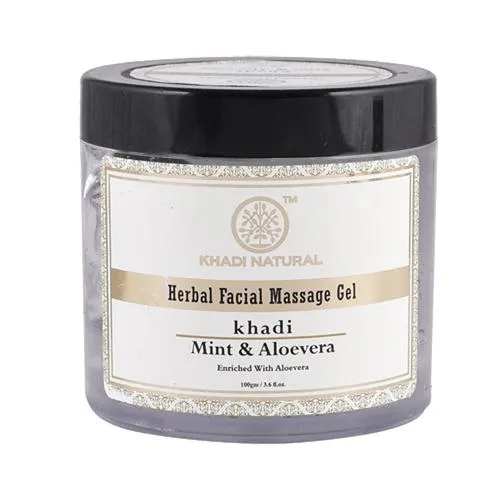 TM
KHADI NATURAL
Herbal Facial Massage Gel
khadi
Mint & Aloevera
Enriched With Aloevera
100gm / 3.6 fl.oz.